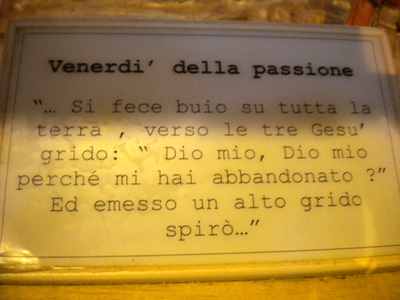 Venerdi' della passione
"… Si fece buio su tutta la
terra , verso le tre Gesu'
grido: " Dio mio, Dio mio
perché mi hai abbandonato ?"
Ed emesso un alto grido
spirò…"